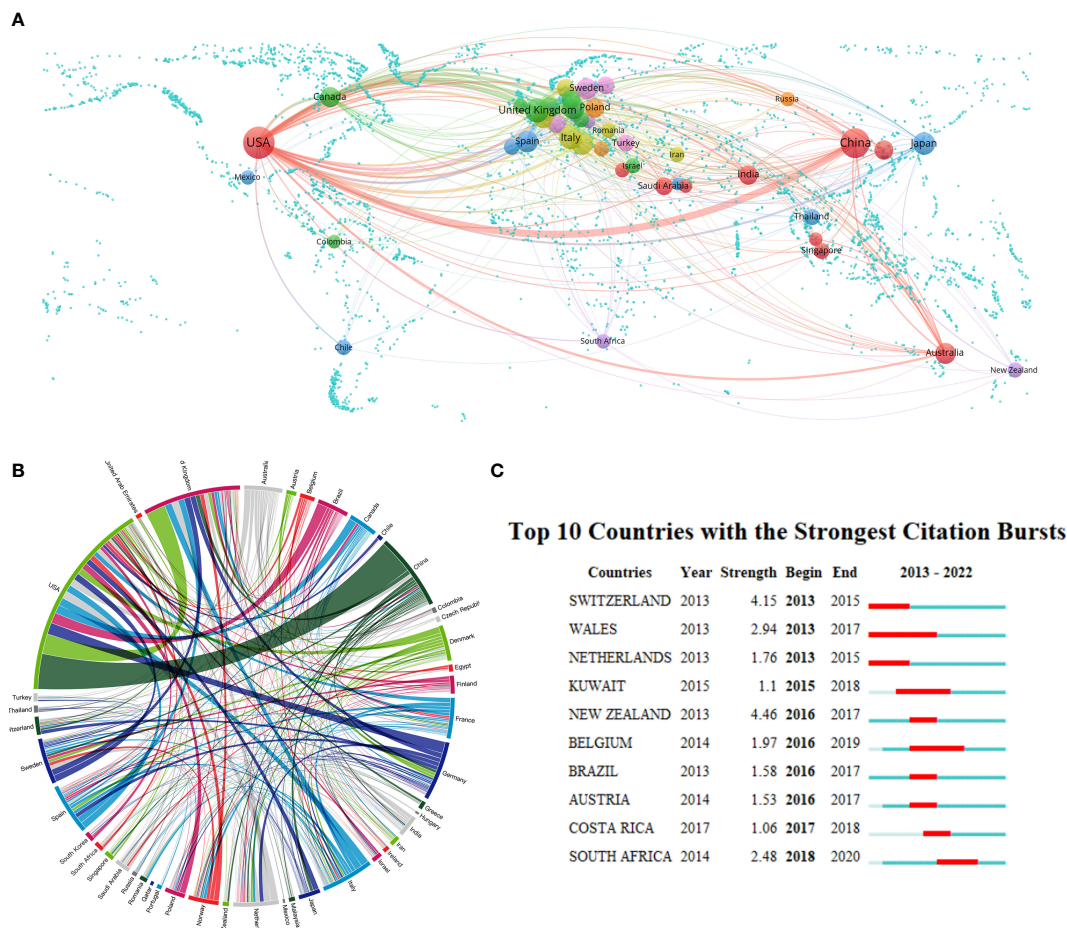 A
Canada
Sweden
United Kingdom
Poland
Russia
USA
Spain
Italy
Romania
Turkey
Iran
China
Japan
Mexico
Israel
Saudi Arabia
India
Colombia
Thailand
Singapore
Chile
South Africa
Australia
New Zealand
B
United Arab Emirates
d Kingdom
Australia
Austria
Belgium
Brazil
Canada
Chile
China
Colombia
Czech Republi
Denmark
Egypt
Finland
France
Germany
Greece
Hungary
India
Iran
Ireland
Israel
Italy
Japan
Malaysia
Mexico
Nether
Zealand
Norway
Poland
Portugal
Qatar
Romania
Russia
Saudi Arabia
Singapore
South Africa
South Korea
Spain
Sweden
itzerland
Thailand
Turkey
USA
C
Top 10 Countries with the Strongest Citation Bursts
Countries Year Strength Begin End 2013 - 2022
SWITZERLAND 2013 4.15 2013 2015
WALES 2013 2.94 2013 2017
NETHERLANDS 2013 1.76 2013 2015
KUWAIT 2015 1.1 2015 2018
NEW ZEALAND 2013 4.46 2016 2017
BELGIUM 2014 1.97 2016 2019
BRAZIL 2013 1.58 2016 2017
AUSTRIA 2014 1.53 2016 2017
COSTA RICA 2017 1.06 2017 2018
SOUTH AFRICA 2014 2.48 2018 2020